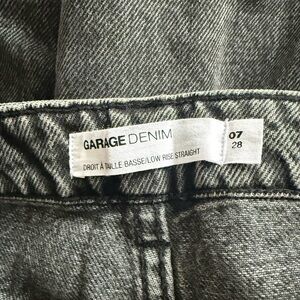 GARAGE DENIM
DROIT À TAILLE BASSE/LOW RISE STRAIGHT
07
28